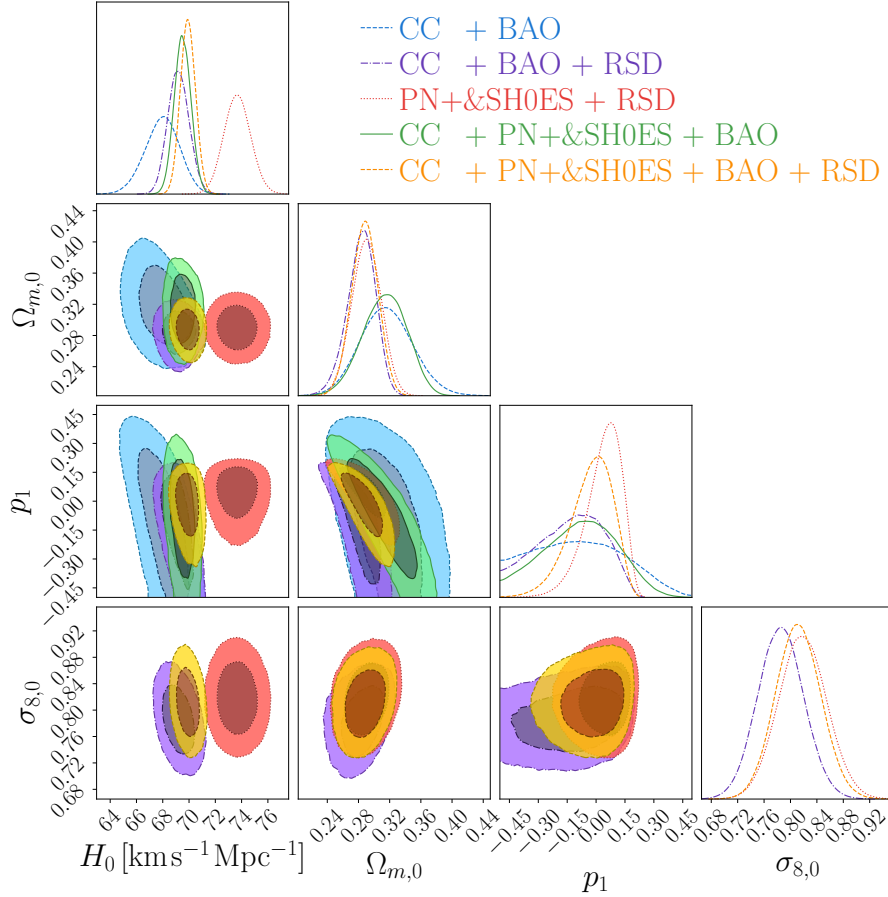 CC + BAO
CC + BAO + RSD
PN+&SH0ES + RSD
CC + PN+&SH0ES + BAO
CC + PN+&SH0ES + BAO + RSD
0.44
0.40
0.36
0.32
0.28
0.24
Ωm,0
0.45
0.30
0.15
0.00
−0.15
−0.30
−0.45
p1
0.92
0.88
0.84
0.80
0.76
0.72
0.68
σ8,0
64 66 68 70 72 74 76
0.24 0.28 0.32 0.36 0.40 0.44
−0.45 −0.30 −0.15 −0.00 0.15 0.30 0.45
0.68 0.72 0.76 0.80 0.84 0.88 0.92
H0 [km s−1 Mpc−1]
Ωm,0
p1
σ8,0